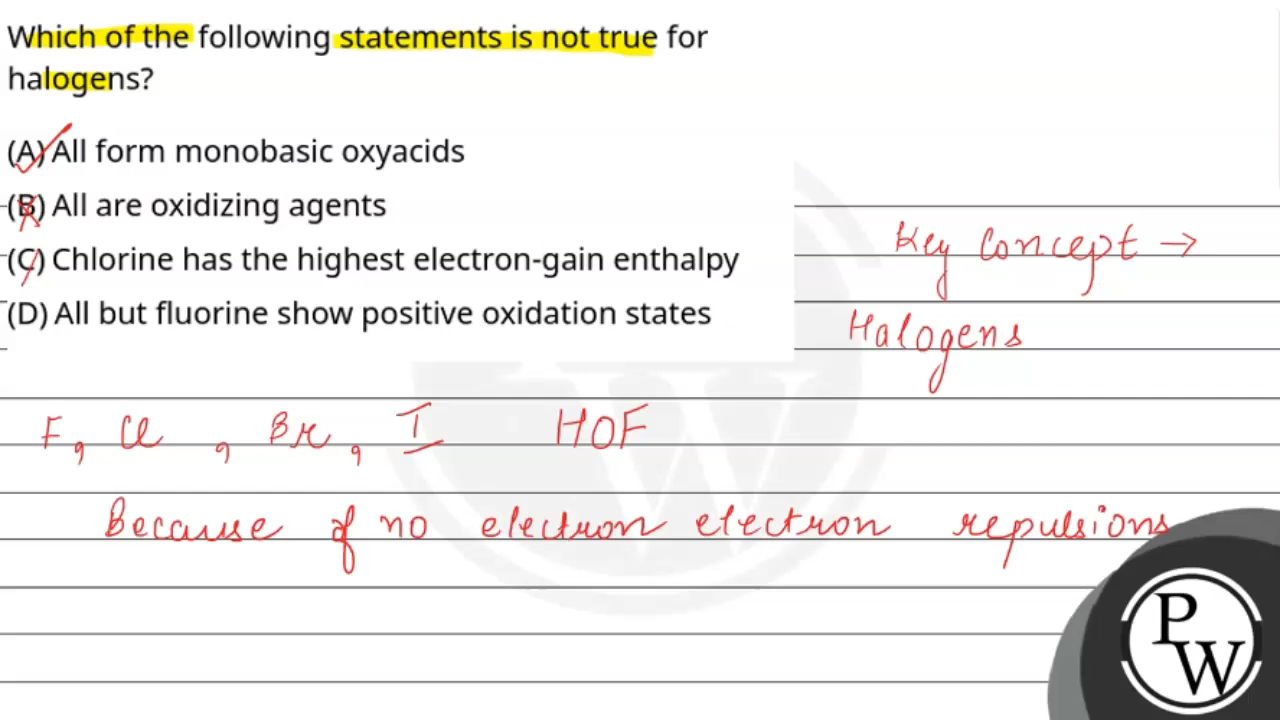 Which of the following statements is not true for
halogens?
(A) All form monobasic oxyacids
(B) All are oxidizing agents
(C) Chlorine has the highest electron-gain enthalpy
(D) All but fluorine show positive oxidation states
Key Concept →
Halogens
F, Cl, Br, I HOF
Because of no electron electron repulsions
PW